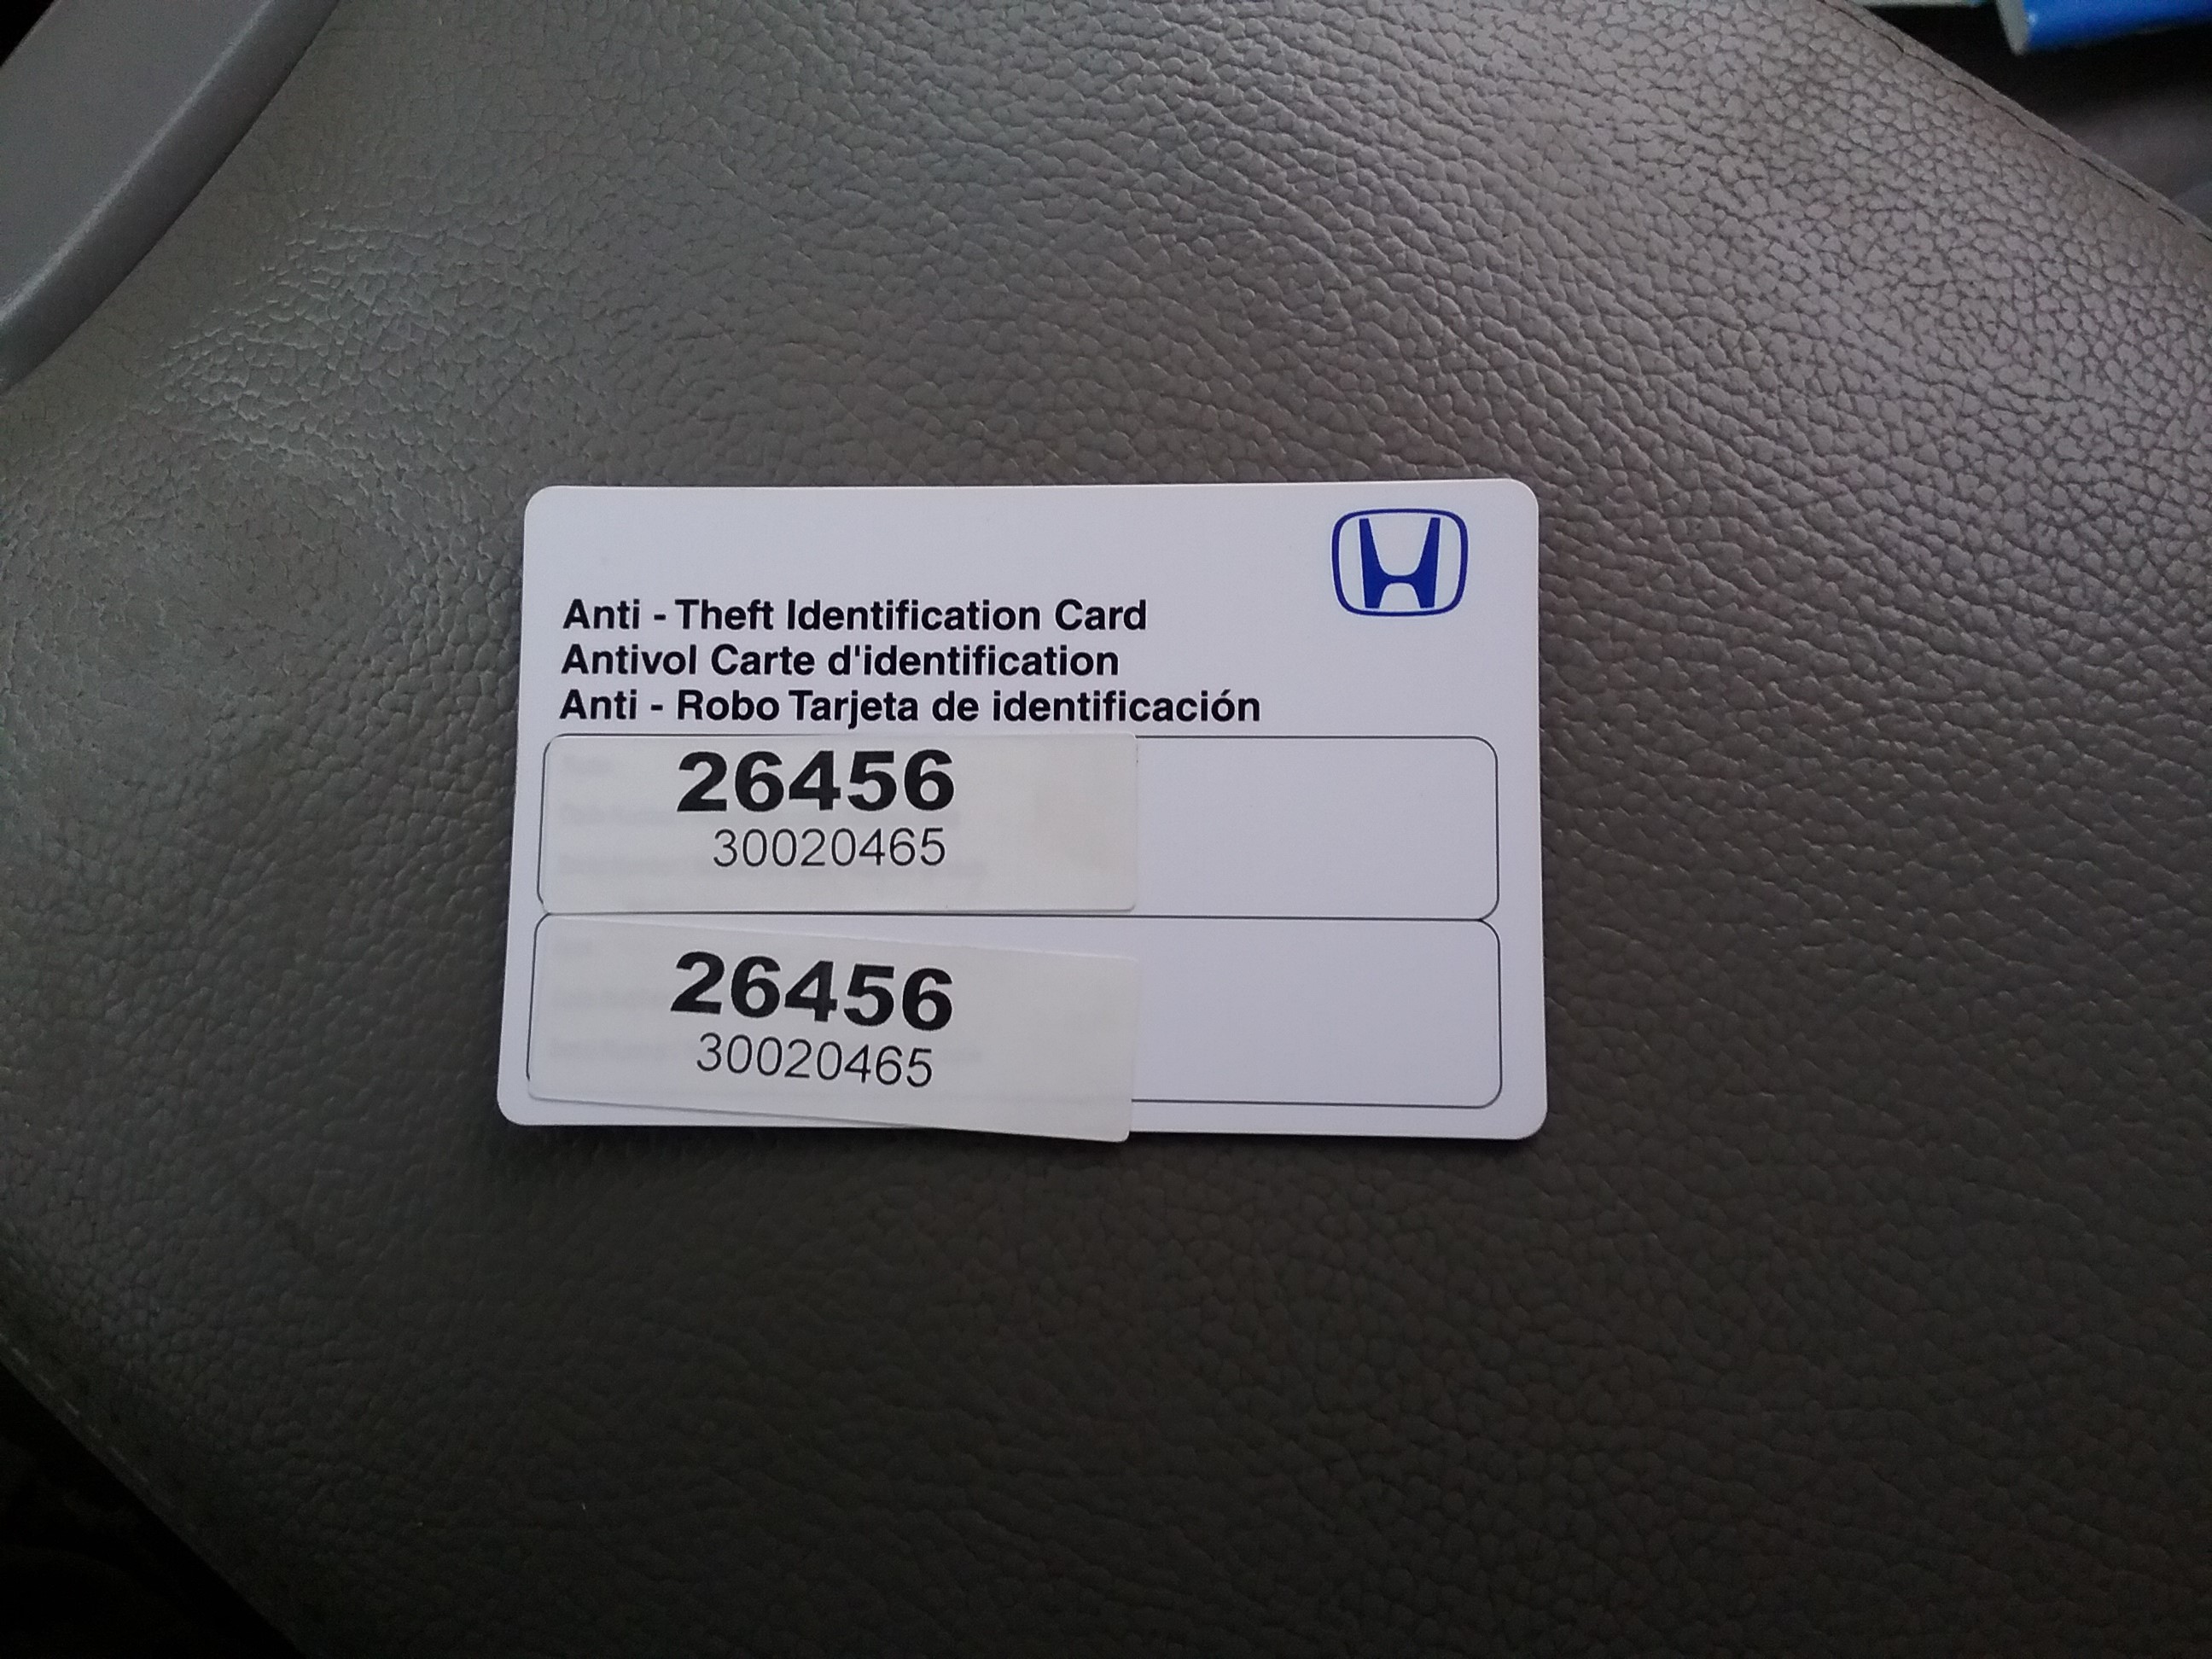 Anti - Theft Identification Card
Antivol Carte d'identification
Anti - Robo Tarjeta de identificación
26456
30020465
26456
30020465